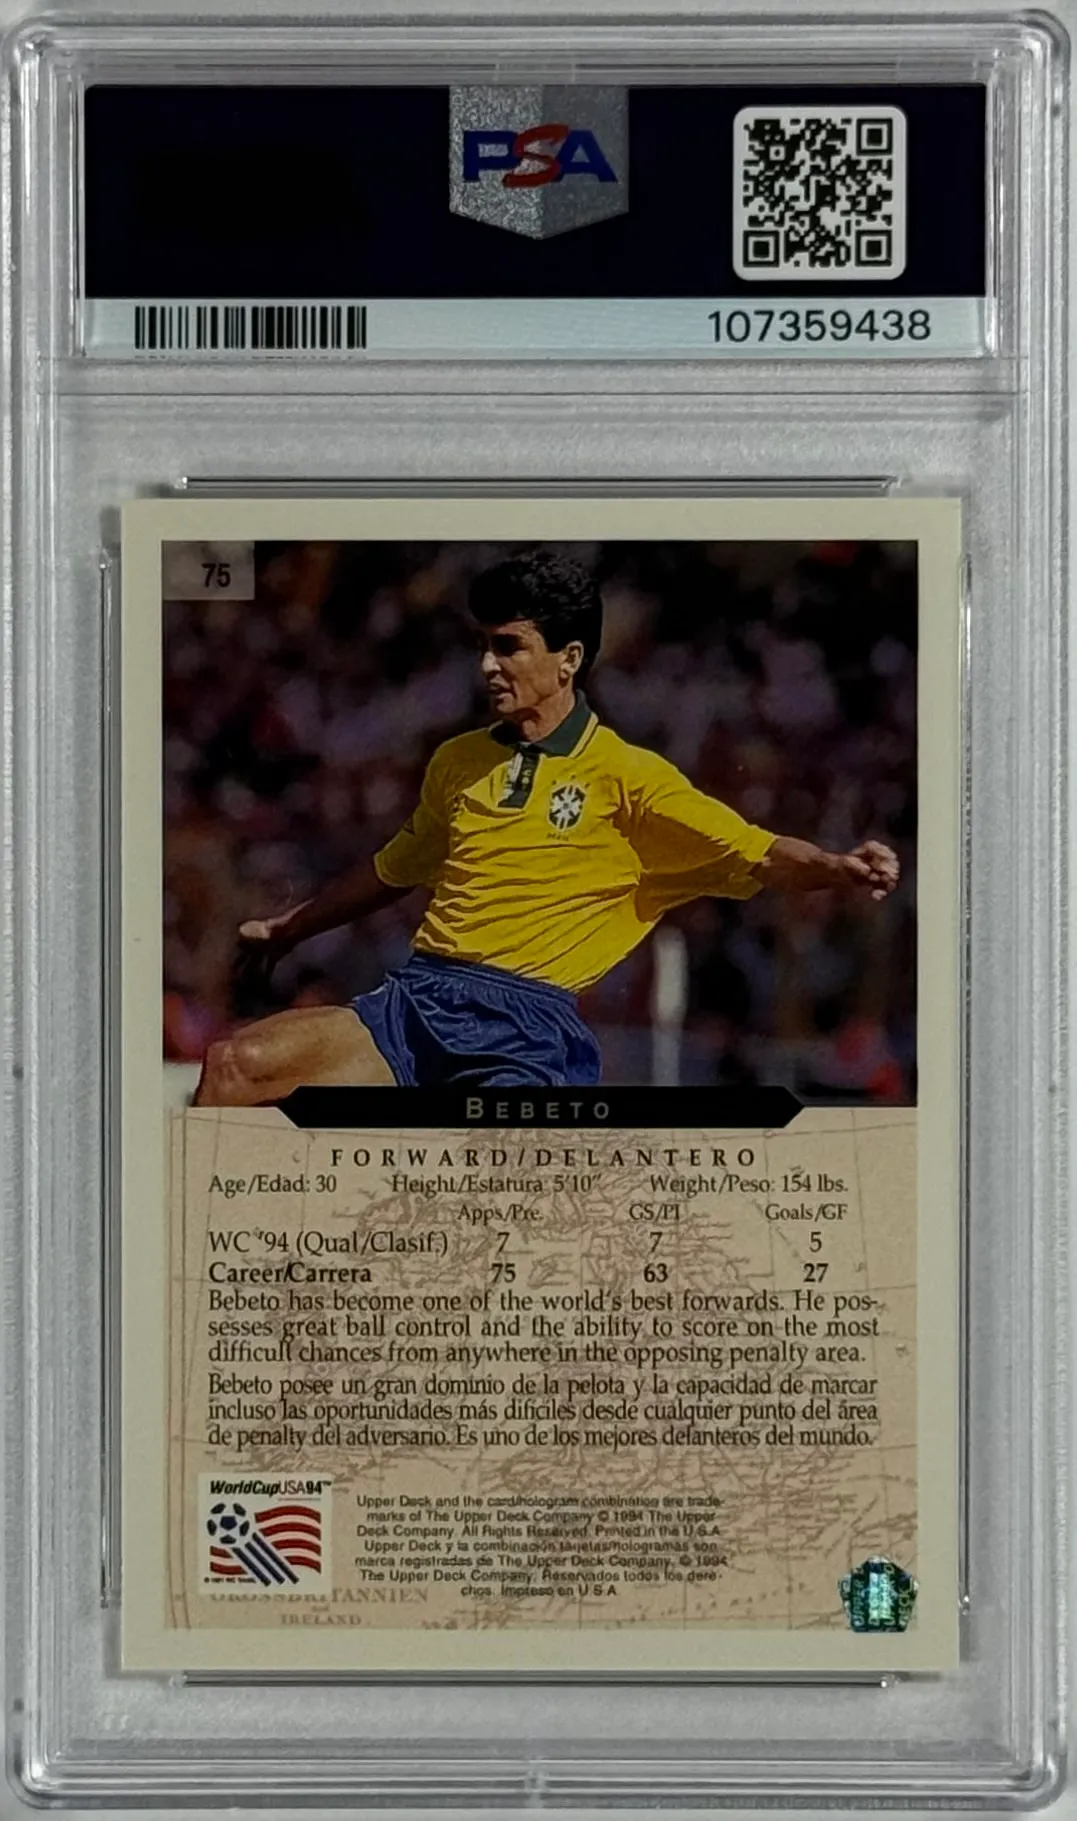 PSA
107359438
75
BEBETO
FORWARD/DELANTERO
Age/Edad: 30 Height/Estatura: 5'10" Weight/Peso: 154 lbs.
Apps/Pre. GS/PI Goals/GF
WC '94 (Qual/Clasif.) 7 7 5
Career/Carrera 75 63 27
Bebeto has become one of the world's best forwards. He pos-
sesses great ball control and the ability to score on the most
difficult chances from anywhere in the opposing penalty area.
Bebeto posee un gran dominio de la pelota y la capacidad de marcar
incluso las oportunidades más difíciles desde cualquier punto del área
de penalty del adversario. Es uno de los mejores delanteros del mundo.
WorldCupUSA94™
Upper Deck and the card/hologram combination are trade-
marks of The Upper Deck Company © 1994 The Upper
Deck Company. All Rights Reserved. Printed in the U.S.A.
Upper Deck y la combinación tarjetas/hologramas son
marca registradas de The Upper Deck Company. © 1994
The Upper Deck Company. Reservados todos los dere-
chos. Impreso en U S A
GROSSBRITANNIEN
IRELAND